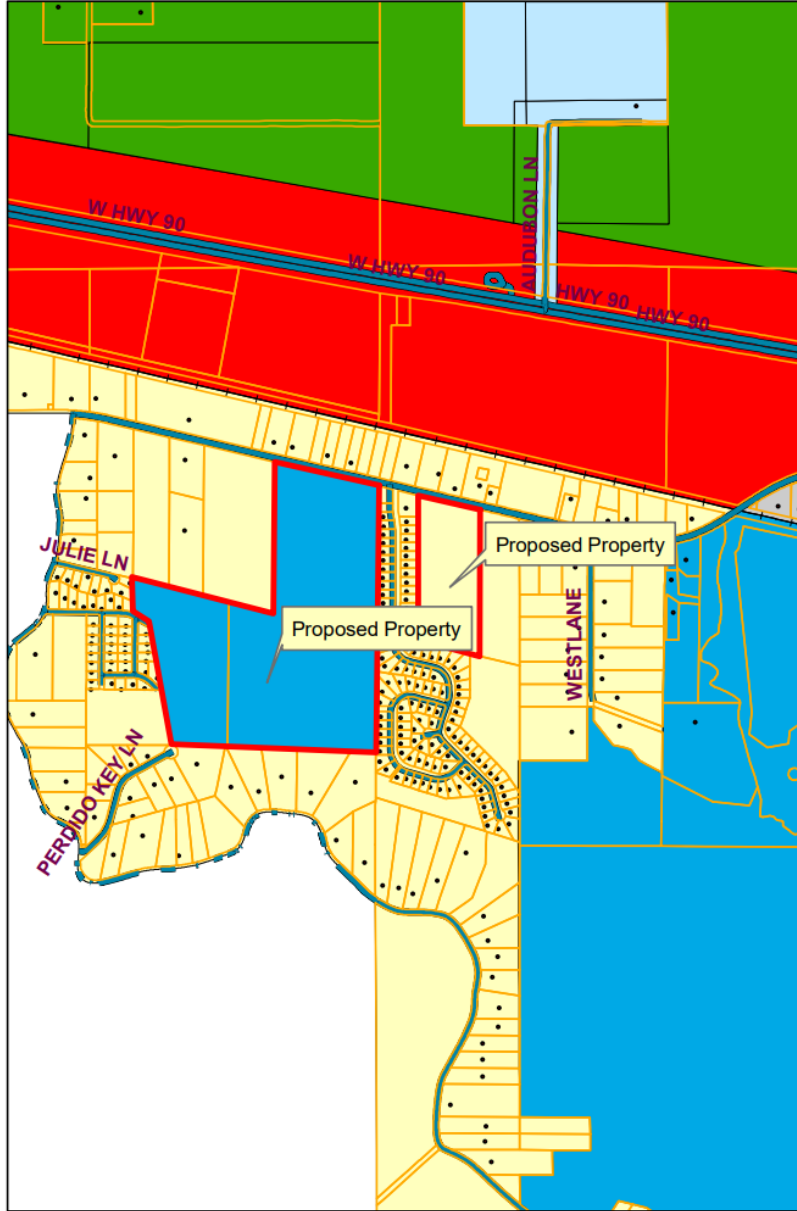 W HWY 90
W HWY 90
AUDUBON LN
HWY 90
HWY 90
JULIE LN
Proposed Property
Proposed Property
WESTLANE
PERDIDO KEY LN